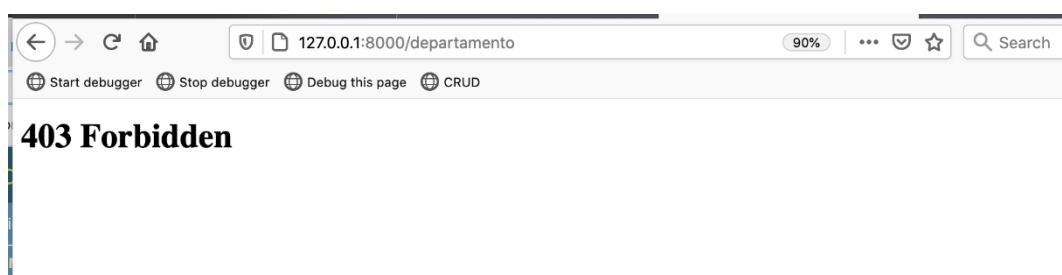 127.0.0.1:8000/departamento 90% Search
Start debugger Stop debugger Debug this page CRUD
403 Forbidden